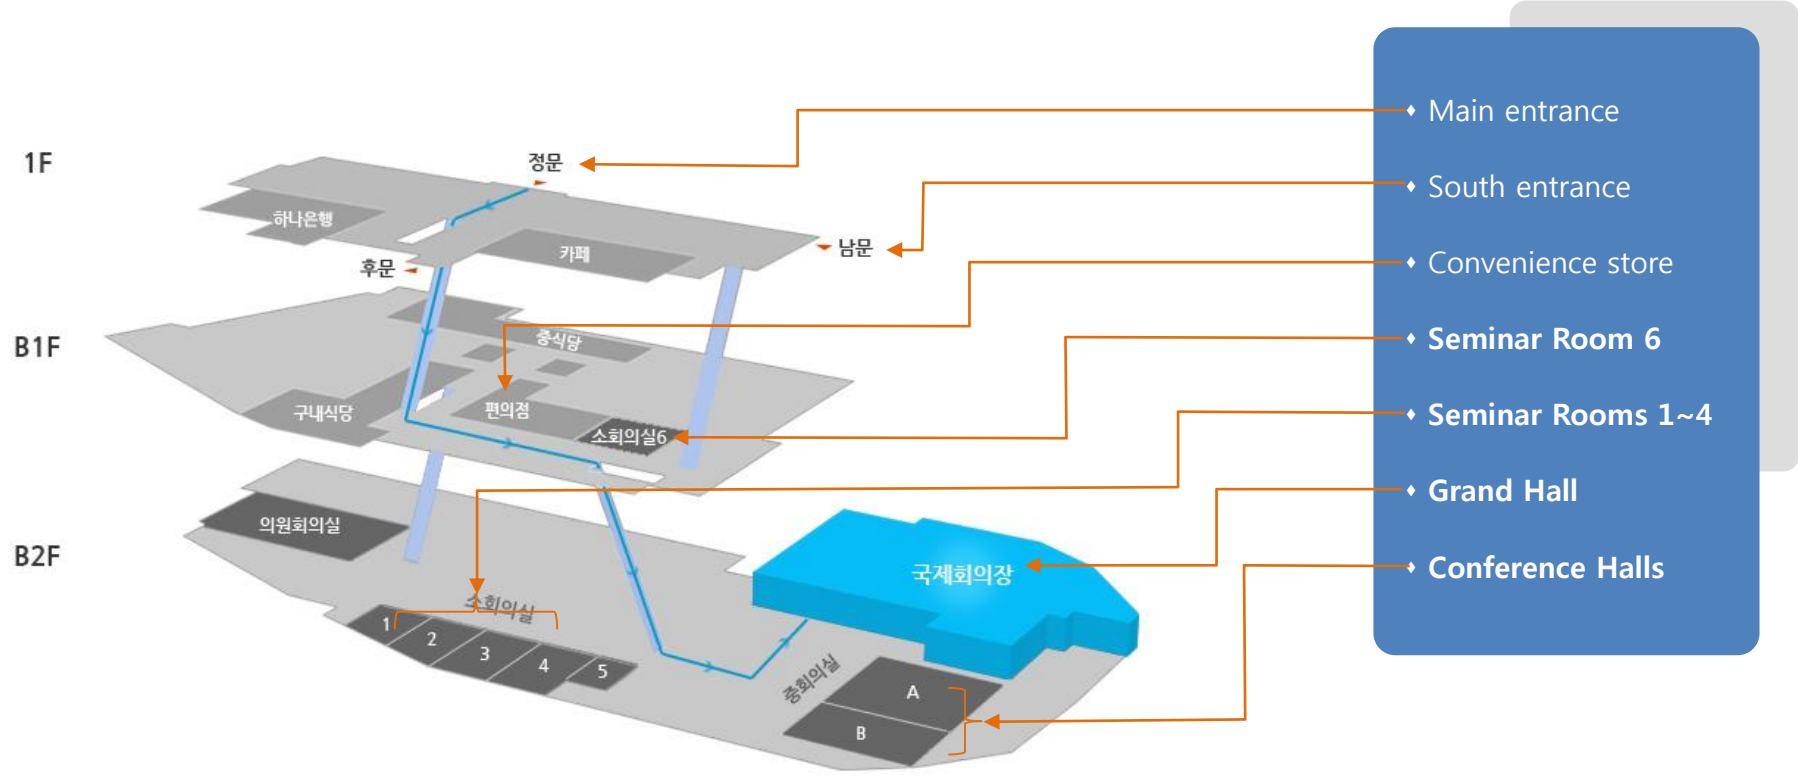 1F
정문
하나은행
카페
남문
후문
B1F
중식당
구내식당
편의점
소회의실6
B2F
의원회의실
국제회의장
소회의실
1
2
3
4
5
중회의실
A
B
Main entrance
South entrance
Convenience store
Seminar Room 6
Seminar Rooms 1~4
Grand Hall
Conference Halls